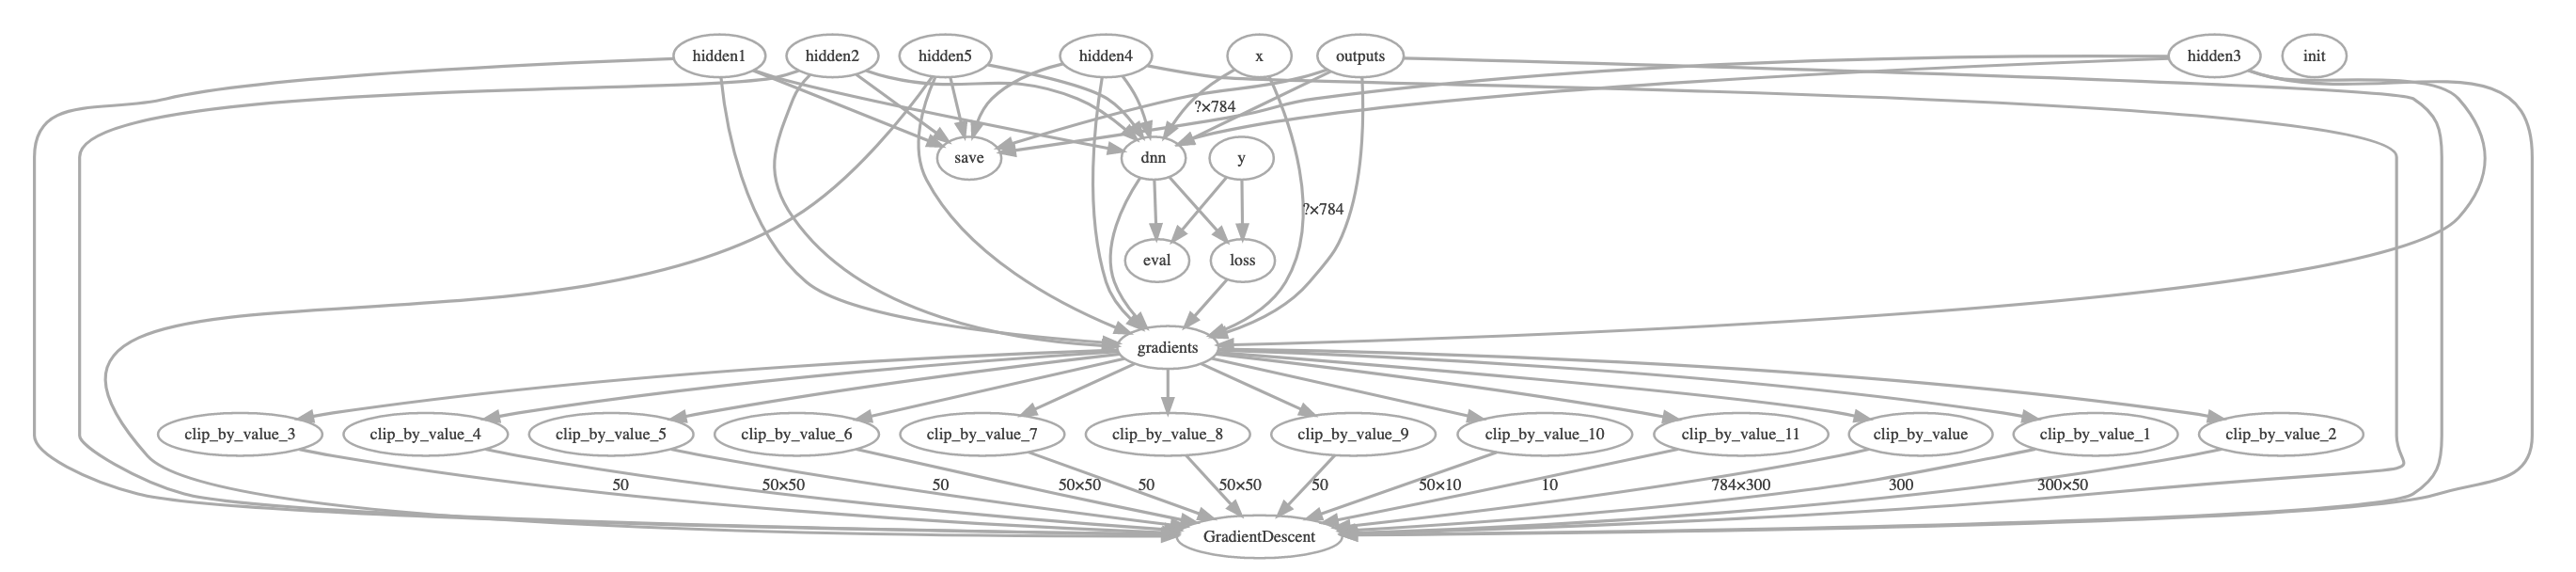 hidden1
hidden2
hidden5
hidden4
x
outputs
hidden3
init
?×784
save
dnn
y
?×784
eval
loss
gradients
clip_by_value_3
clip_by_value_4
clip_by_value_5
clip_by_value_6
clip_by_value_7
clip_by_value_8
clip_by_value_9
clip_by_value_10
clip_by_value_11
clip_by_value
clip_by_value_1
clip_by_value_2
50
50×50
50
50×50
50
50×50
50
50×10
10
784×300
300
300×50
GradientDescent